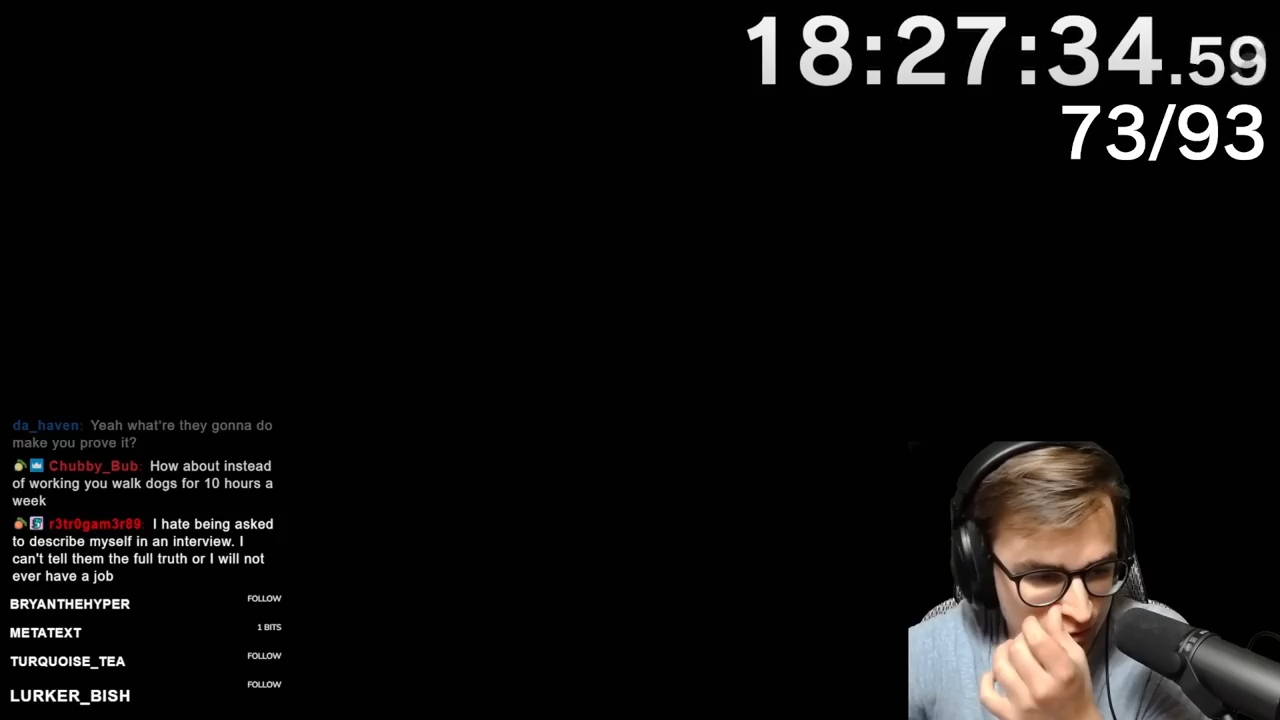 18:27:34.59
73/93
da_haven: Yeah what're they gonna do
make you prove it?
Chubby_Bub: How about instead
of working you walk dogs for 10 hours a
week
r3tr0gam3r89: I hate being asked
to describe myself in an interview. I
can't tell them the full truth or I will not
ever have a job
BRYANTHEHYPER FOLLOW
METATEXT 1 BITS
TURQUOISE_TEA FOLLOW
LURKER_BISH FOLLOW